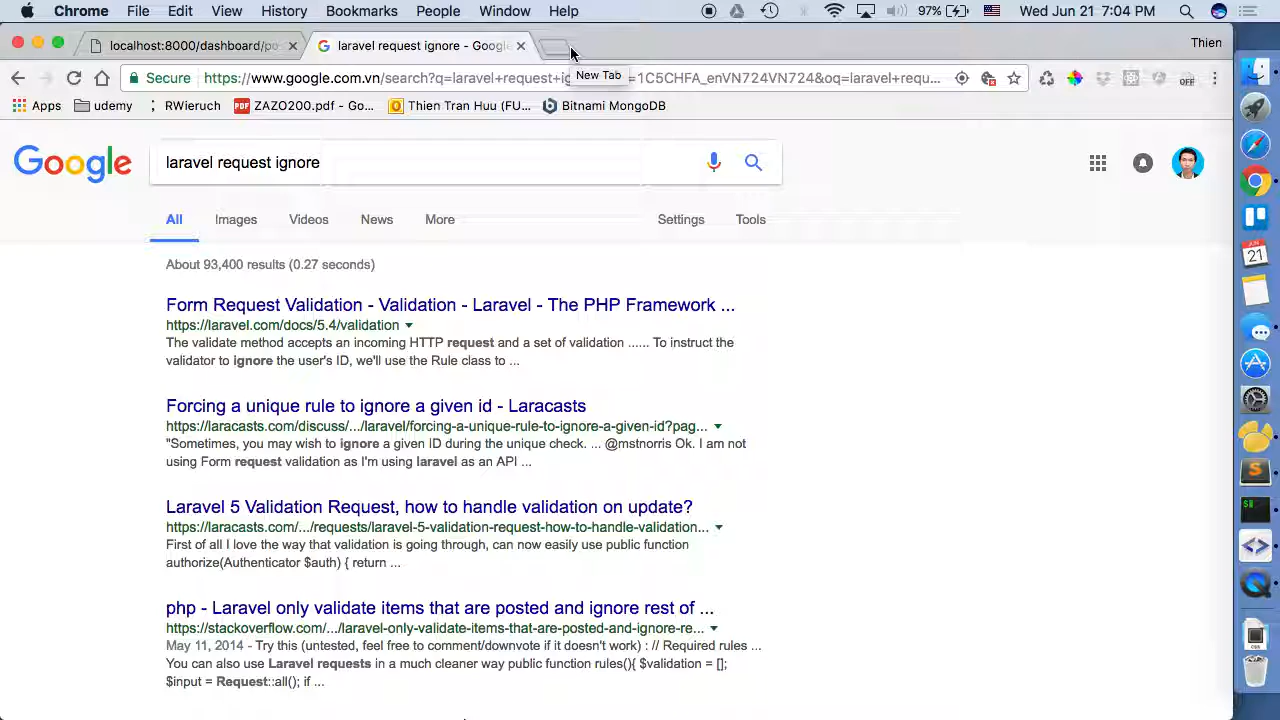 Chrome File Edit View History Bookmarks People Window Help 97% Wed Jun 21 7:04 PM
localhost:8000/dashboard/po laravel request ignore - Google Thien
Secure https://www.google.com.vn/search?q=laravel+request+ig =1C5CHFA_enVN724VN724&oq=laravel+requ...
New Tab
Apps udemy RWieruch ZAZO200.pdf - Go... Thien Tran Huu (FU... Bitnami MongoDB
Google laravel request ignore
All Images Videos News More Settings Tools
About 93,400 results (0.27 seconds)
Form Request Validation - Validation - Laravel - The PHP Framework ...
https://laravel.com/docs/5.4/validation
The validate method accepts an incoming HTTP request and a set of validation ...... To instruct the
validator to ignore the user's ID, we'll use the Rule class to ...
Forcing a unique rule to ignore a given id - Laracasts
https://laracasts.com/discuss/.../laravel/forcing-a-unique-rule-to-ignore-a-given-id?pag...
"Sometimes, you may wish to ignore a given ID during the unique check. ... @mstnorris Ok. I am not
using Form request validation as I'm using laravel as an API ...
Laravel 5 Validation Request, how to handle validation on update?
https://laracasts.com/.../requests/laravel-5-validation-request-how-to-handle-validation...
First of all I love the way that validation is going through, can now easily use public function
authorize(Authenticator $auth) { return ...
php - Laravel only validate items that are posted and ignore rest of ...
https://stackoverflow.com/.../laravel-only-validate-items-that-are-posted-and-ignore-re...
May 11, 2014 - Try this (untested, feel free to comment/downvote if it doesn't work) : // Required rules ...
You can also use Laravel requests in a much cleaner way public function rules(){ $validation = [];
$input = Request::all(); if ...